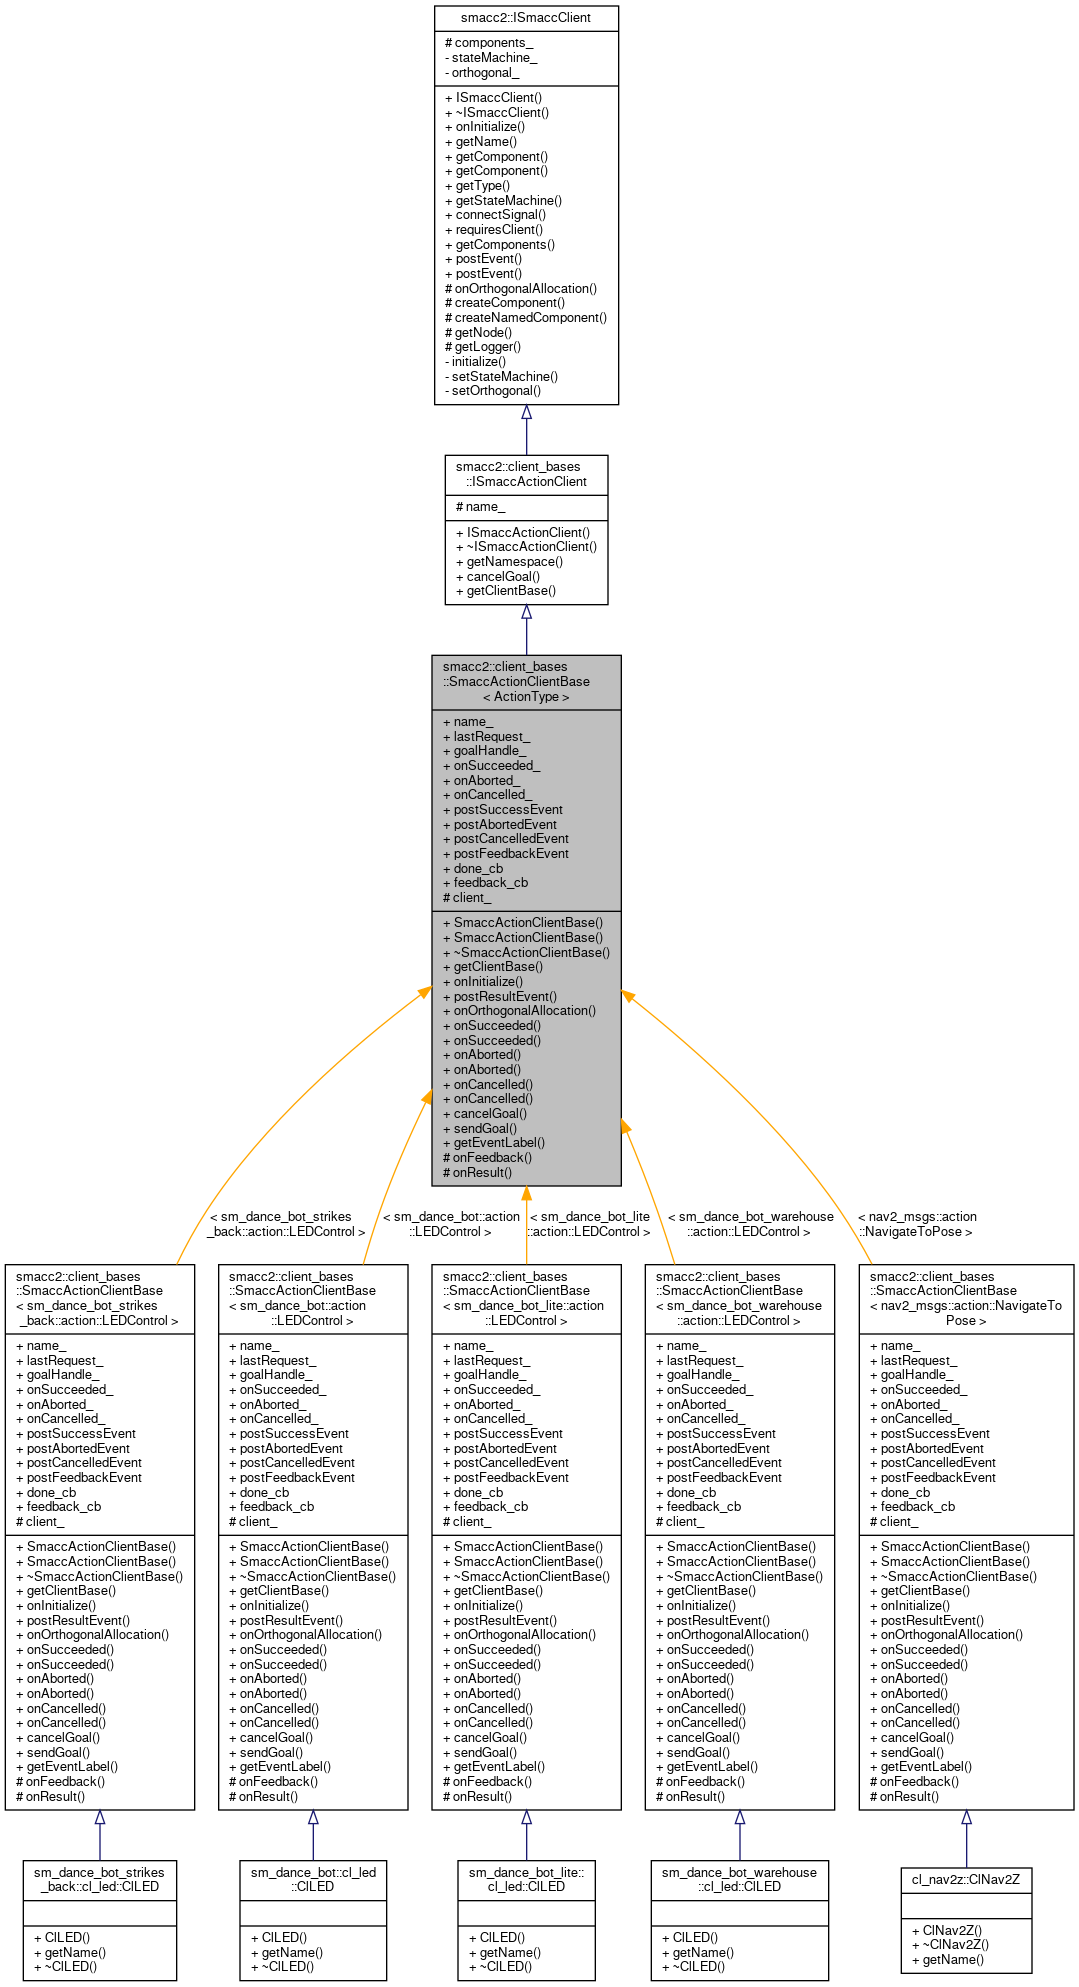 smacc2::ISmaccClient
# components_
- stateMachine_
- orthogonal_
+ ISmaccClient()
+ ~ISmaccClient()
+ onInitialize()
+ getName()
+ getComponent()
+ getComponent()
+ getType()
+ getStateMachine()
+ connectSignal()
+ requiresClient()
+ getComponents()
+ postEvent()
+ postEvent()
# onOrthogonalAllocation()
# createComponent()
# createNamedComponent()
# getNode()
# getLogger()
- initialize()
- setStateMachine()
- setOrthogonal()
smacc2::client_bases
::ISmaccActionClient
# name_
+ ISmaccActionClient()
+ ~ISmaccActionClient()
+ getNamespace()
+ cancelGoal()
+ getClientBase()
smacc2::client_bases
::SmaccActionClientBase
< ActionType >
+ name_
+ lastRequest_
+ goalHandle_
+ onSucceeded_
+ onAborted_
+ onCancelled_
+ postSuccessEvent
+ postAbortedEvent
+ postCancelledEvent
+ postFeedbackEvent
+ done_cb
+ feedback_cb
# client_
+ SmaccActionClientBase()
+ SmaccActionClientBase()
+ ~SmaccActionClientBase()
+ getClientBase()
+ onInitialize()
+ postResultEvent()
+ onOrthogonalAllocation()
+ onSucceeded()
+ onSucceeded()
+ onAborted()
+ onAborted()
+ onCancelled()
+ onCancelled()
+ cancelGoal()
+ sendGoal()
+ getEventLabel()
# onFeedback()
# onResult()
< sm_dance_bot_strikes
_back::action::LEDControl >
< sm_dance_bot::action
::LEDControl >
< sm_dance_bot_lite
::action::LEDControl >
< sm_dance_bot_warehouse
::action::LEDControl >
< nav2_msgs::action
::NavigateToPose >
smacc2::client_bases
::SmaccActionClientBase
< sm_dance_bot_strikes
_back::action::LEDControl >
+ name_
+ lastRequest_
+ goalHandle_
+ onSucceeded_
+ onAborted_
+ onCancelled_
+ postSuccessEvent
+ postAbortedEvent
+ postCancelledEvent
+ postFeedbackEvent
+ done_cb
+ feedback_cb
# client_
+ SmaccActionClientBase()
+ SmaccActionClientBase()
+ ~SmaccActionClientBase()
+ getClientBase()
+ onInitialize()
+ postResultEvent()
+ onOrthogonalAllocation()
+ onSucceeded()
+ onSucceeded()
+ onAborted()
+ onAborted()
+ onCancelled()
+ onCancelled()
+ cancelGoal()
+ sendGoal()
+ getEventLabel()
# onFeedback()
# onResult()
smacc2::client_bases
::SmaccActionClientBase
< sm_dance_bot::action
::LEDControl >
+ name_
+ lastRequest_
+ goalHandle_
+ onSucceeded_
+ onAborted_
+ onCancelled_
+ postSuccessEvent
+ postAbortedEvent
+ postCancelledEvent
+ postFeedbackEvent
+ done_cb
+ feedback_cb
# client_
+ SmaccActionClientBase()
+ SmaccActionClientBase()
+ ~SmaccActionClientBase()
+ getClientBase()
+ onInitialize()
+ postResultEvent()
+ onOrthogonalAllocation()
+ onSucceeded()
+ onSucceeded()
+ onAborted()
+ onAborted()
+ onCancelled()
+ onCancelled()
+ cancelGoal()
+ sendGoal()
+ getEventLabel()
# onFeedback()
# onResult()
smacc2::client_bases
::SmaccActionClientBase
< sm_dance_bot_lite::action
::LEDControl >
+ name_
+ lastRequest_
+ goalHandle_
+ onSucceeded_
+ onAborted_
+ onCancelled_
+ postSuccessEvent
+ postAbortedEvent
+ postCancelledEvent
+ postFeedbackEvent
+ done_cb
+ feedback_cb
# client_
+ SmaccActionClientBase()
+ SmaccActionClientBase()
+ ~SmaccActionClientBase()
+ getClientBase()
+ onInitialize()
+ postResultEvent()
+ onOrthogonalAllocation()
+ onSucceeded()
+ onSucceeded()
+ onAborted()
+ onAborted()
+ onCancelled()
+ onCancelled()
+ cancelGoal()
+ sendGoal()
+ getEventLabel()
# onFeedback()
# onResult()
smacc2::client_bases
::SmaccActionClientBase
< sm_dance_bot_warehouse
::action::LEDControl >
+ name_
+ lastRequest_
+ goalHandle_
+ onSucceeded_
+ onAborted_
+ onCancelled_
+ postSuccessEvent
+ postAbortedEvent
+ postCancelledEvent
+ postFeedbackEvent
+ done_cb
+ feedback_cb
# client_
+ SmaccActionClientBase()
+ SmaccActionClientBase()
+ ~SmaccActionClientBase()
+ getClientBase()
+ onInitialize()
+ postResultEvent()
+ onOrthogonalAllocation()
+ onSucceeded()
+ onSucceeded()
+ onAborted()
+ onAborted()
+ onCancelled()
+ onCancelled()
+ cancelGoal()
+ sendGoal()
+ getEventLabel()
# onFeedback()
# onResult()
smacc2::client_bases
::SmaccActionClientBase
< nav2_msgs::action::NavigateTo
Pose >
+ name_
+ lastRequest_
+ goalHandle_
+ onSucceeded_
+ onAborted_
+ onCancelled_
+ postSuccessEvent
+ postAbortedEvent
+ postCancelledEvent
+ postFeedbackEvent
+ done_cb
+ feedback_cb
# client_
+ SmaccActionClientBase()
+ SmaccActionClientBase()
+ ~SmaccActionClientBase()
+ getClientBase()
+ onInitialize()
+ postResultEvent()
+ onOrthogonalAllocation()
+ onSucceeded()
+ onSucceeded()
+ onAborted()
+ onAborted()
+ onCancelled()
+ onCancelled()
+ cancelGoal()
+ sendGoal()
+ getEventLabel()
# onFeedback()
# onResult()
sm_dance_bot_strikes
_back::cl_led::ClLED
+ ClLED()
+ getName()
+ ~ClLED()
sm_dance_bot::cl_led
::ClLED
+ ClLED()
+ getName()
+ ~ClLED()
sm_dance_bot_lite::
cl_led::ClLED
+ ClLED()
+ getName()
+ ~ClLED()
sm_dance_bot_warehouse
::cl_led::ClLED
+ ClLED()
+ getName()
+ ~ClLED()
cl_nav2z::ClNav2Z
+ ClNav2Z()
+ ~ClNav2Z()
+ getName()